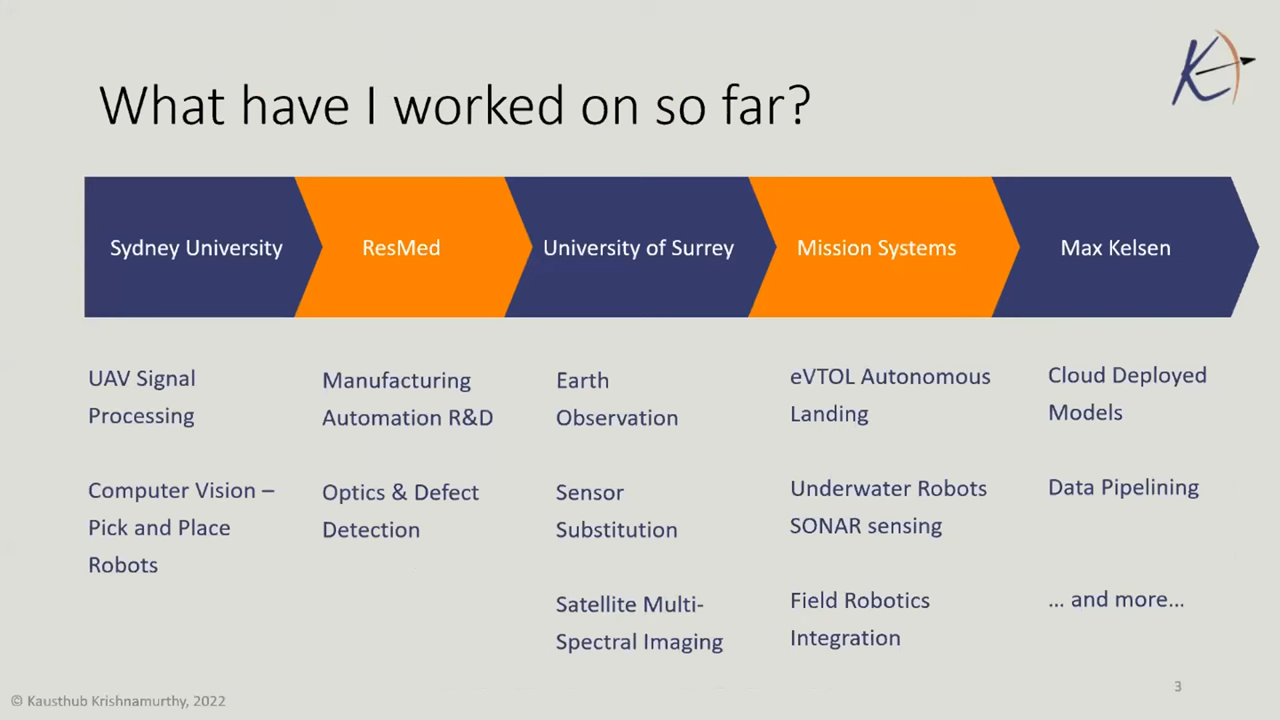 What have I worked on so far?
Sydney University
ResMed
University of Surrey
Mission Systems
Max Kelsen
UAV Signal
Processing
Computer Vision –
Pick and Place
Robots
Manufacturing
Automation R&D
Optics & Defect
Detection
Earth
Observation
Sensor
Substitution
Satellite Multi-
Spectral Imaging
eVTOL Autonomous
Landing
Underwater Robots
SONAR sensing
Field Robotics
Integration
Cloud Deployed
Models
Data Pipelining
... and more...
© Kausthub Krishnamurthy, 2022
3